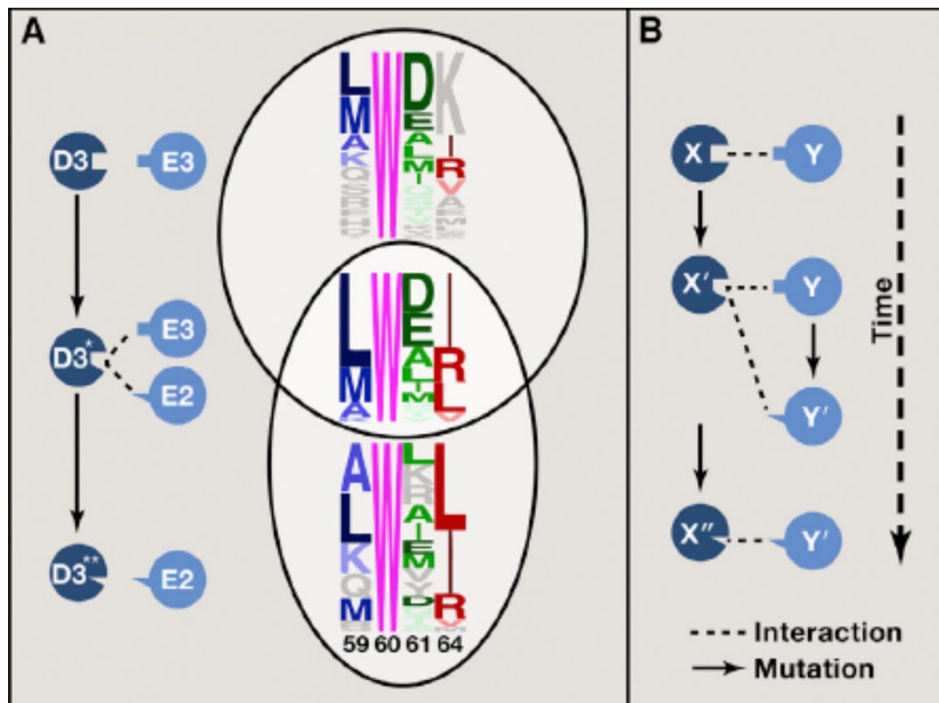 A
B
D3
E3
D3*
E3
E2
D3**
E2
L
M
A
K
Q
S
R
W
D
E
A
L
M
I
K
I
R
V
A
L
M
A
W
D
E
A
L
I
M
I
R
L
V
A
L
K
Q
M
W
L
K
R
A
I
E
M
V
Y
D
L
I
R
V
59 60 61 64
X
Y
X′
Y
Y′
X″
Y′
Time
Interaction
Mutation